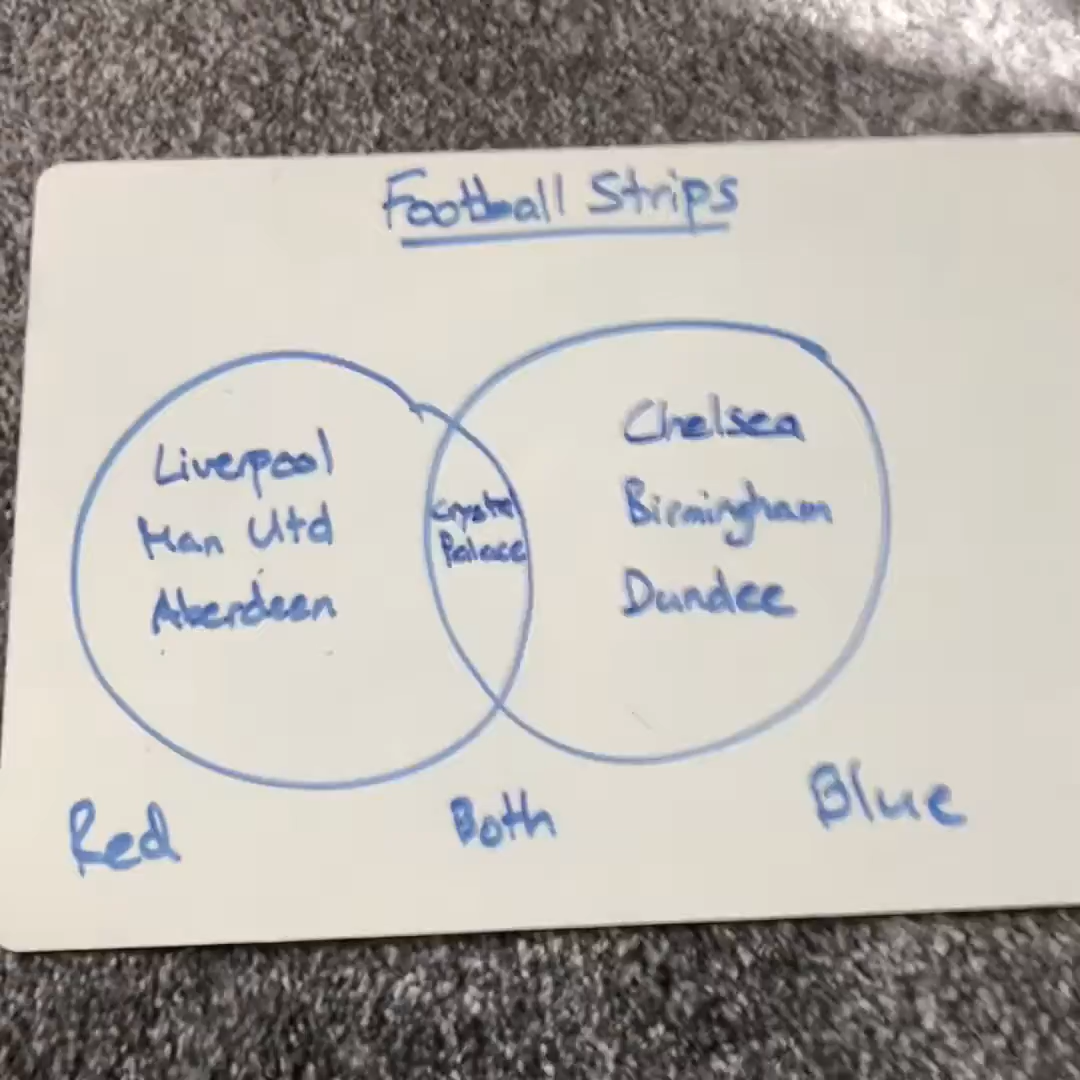 Football Strips
Liverpool
Man Utd
Aberdeen
Crystal
Palace
Chelsea
Birmingham
Dundee
Red
Both
Blue